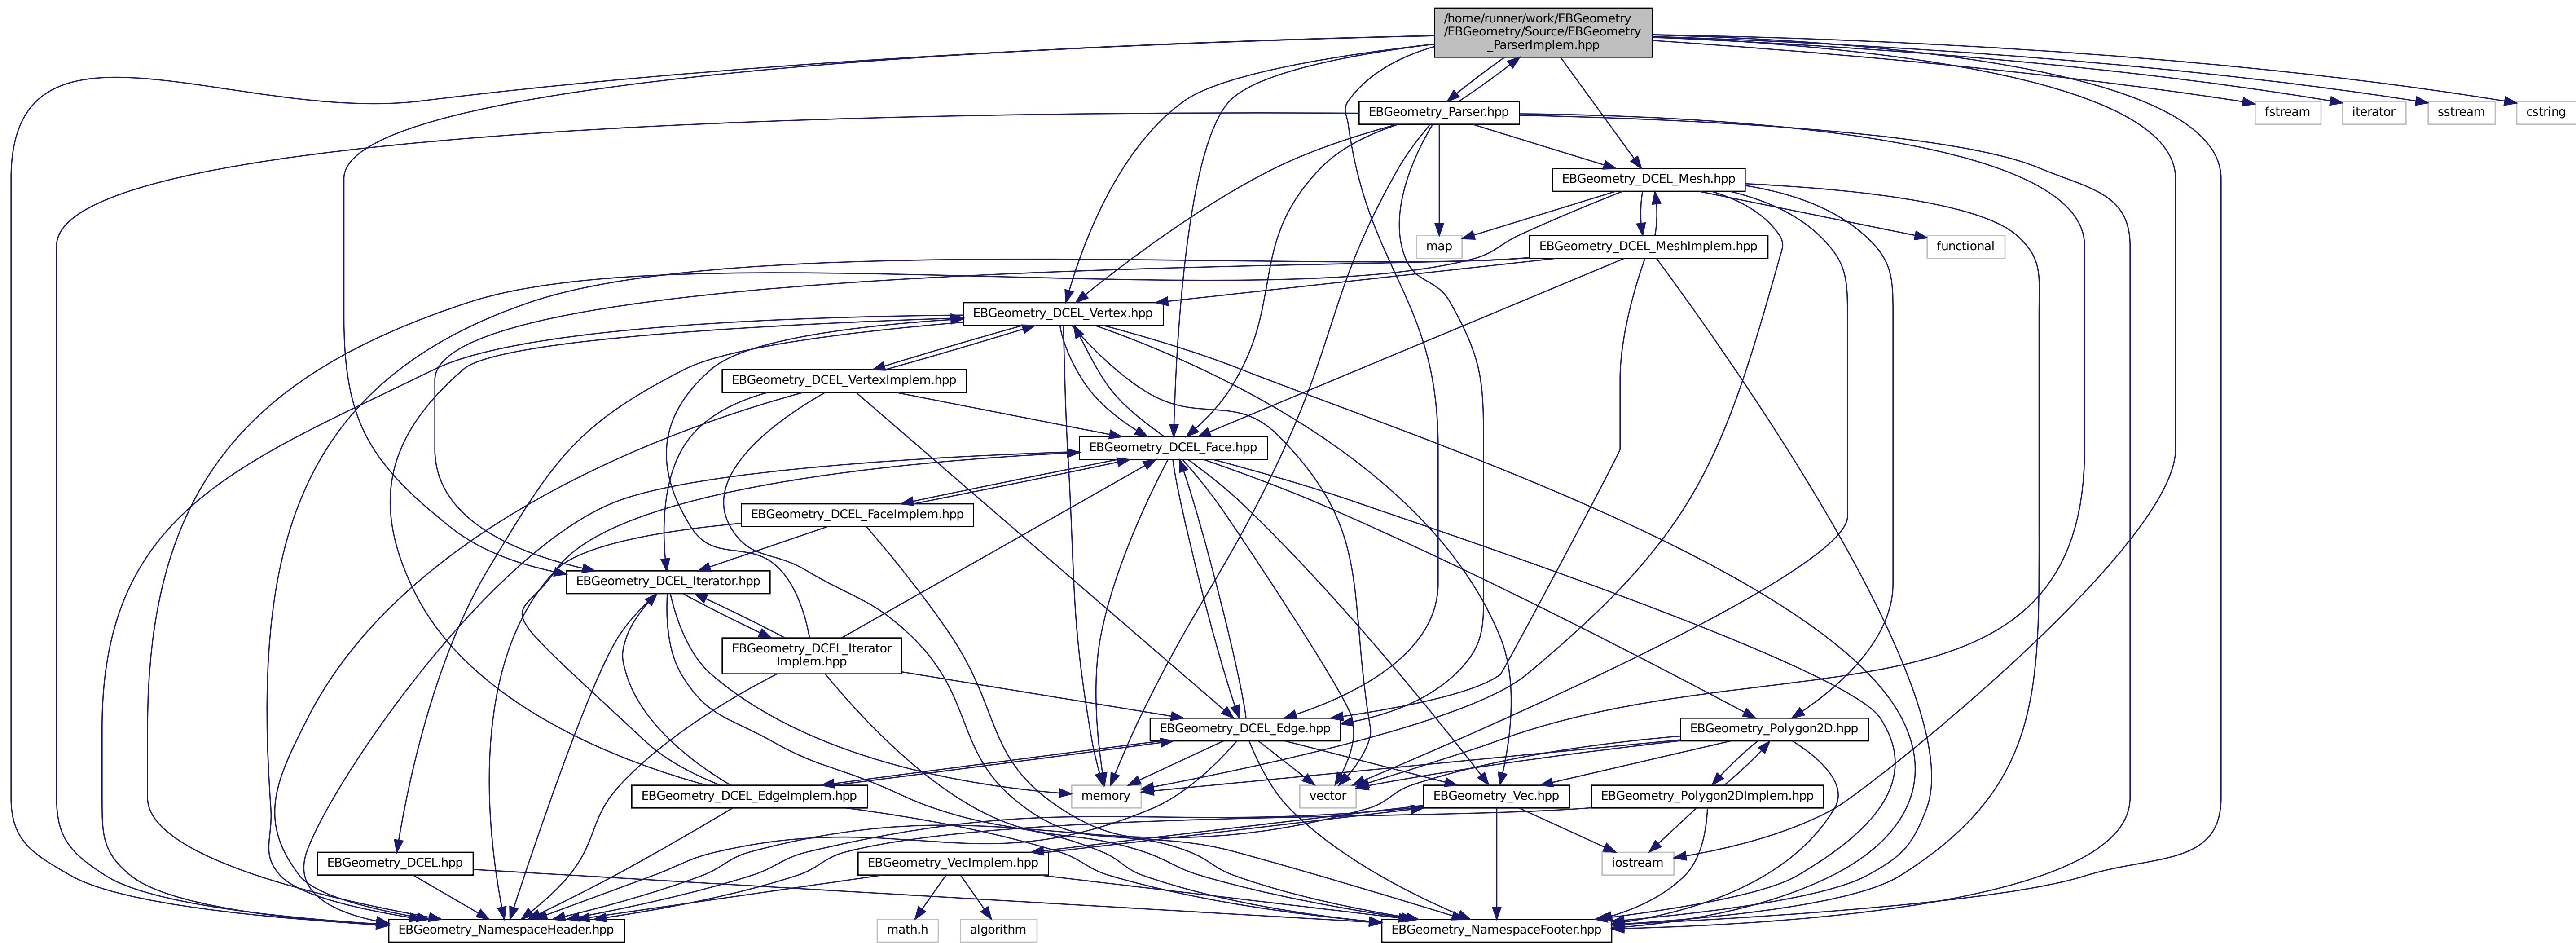 /home/runner/work/EBGeometry
/EBGeometry/Source/EBGeometry
_ParserImplem.hpp
EBGeometry_Parser.hpp
fstream
iterator
sstream
cstring
EBGeometry_DCEL_Mesh.hpp
map
EBGeometry_DCEL_MeshImplem.hpp
functional
EBGeometry_DCEL_Vertex.hpp
EBGeometry_DCEL_VertexImplem.hpp
EBGeometry_DCEL_Face.hpp
EBGeometry_DCEL_FaceImplem.hpp
EBGeometry_DCEL_Iterator.hpp
EBGeometry_DCEL_Iterator
Implem.hpp
EBGeometry_DCEL_Edge.hpp
EBGeometry_Polygon2D.hpp
EBGeometry_DCEL_EdgeImplem.hpp
memory
vector
EBGeometry_Vec.hpp
EBGeometry_Polygon2DImplem.hpp
EBGeometry_DCEL.hpp
EBGeometry_VecImplem.hpp
iostream
EBGeometry_NamespaceHeader.hpp
math.h
algorithm
EBGeometry_NamespaceFooter.hpp